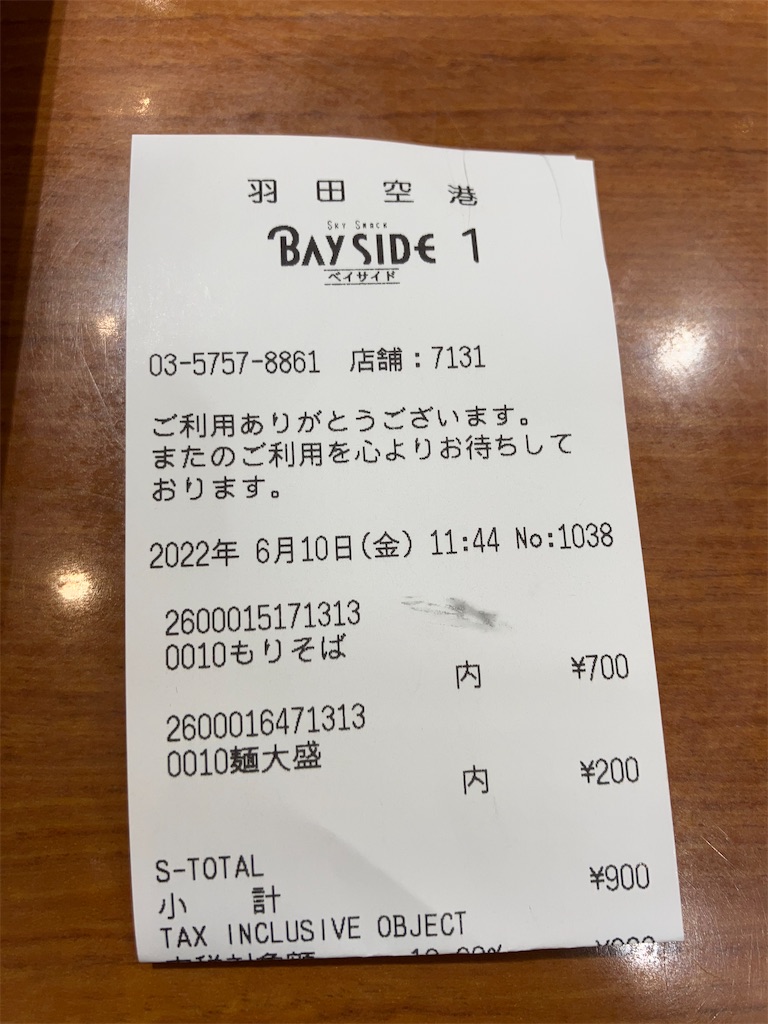 羽田空港
SKY SNACK
BAYSIDE 1
ベイサイド
03-5757-8861 店舗:7131
ご利用ありがとうございます。
またのご利用を心よりお待ちして
おります。
2022年 6月10日(金) 11:44 No:1038
2600015171313
0010もりそば
内 ¥700
2600016471313
0010麺大盛
内 ¥200
S-TOTAL
小 計 ¥900
TAX INCLUSIVE OBJECT